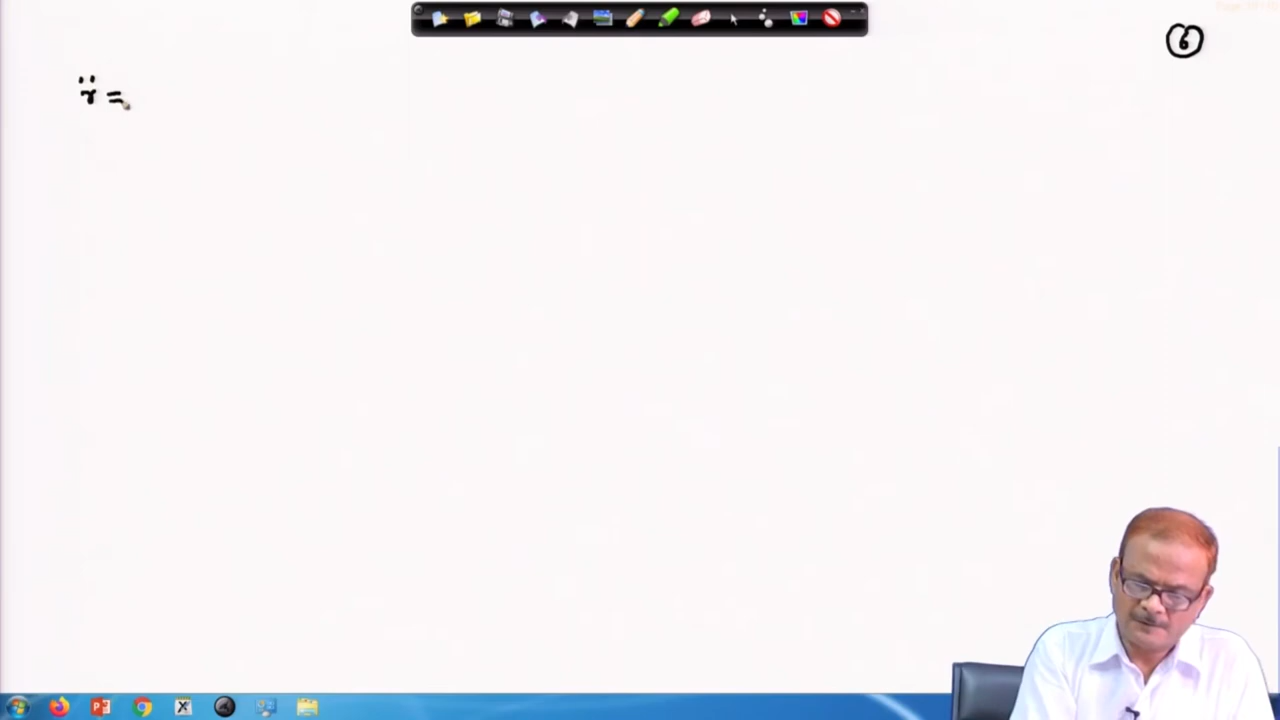 ⑥
r̈ =